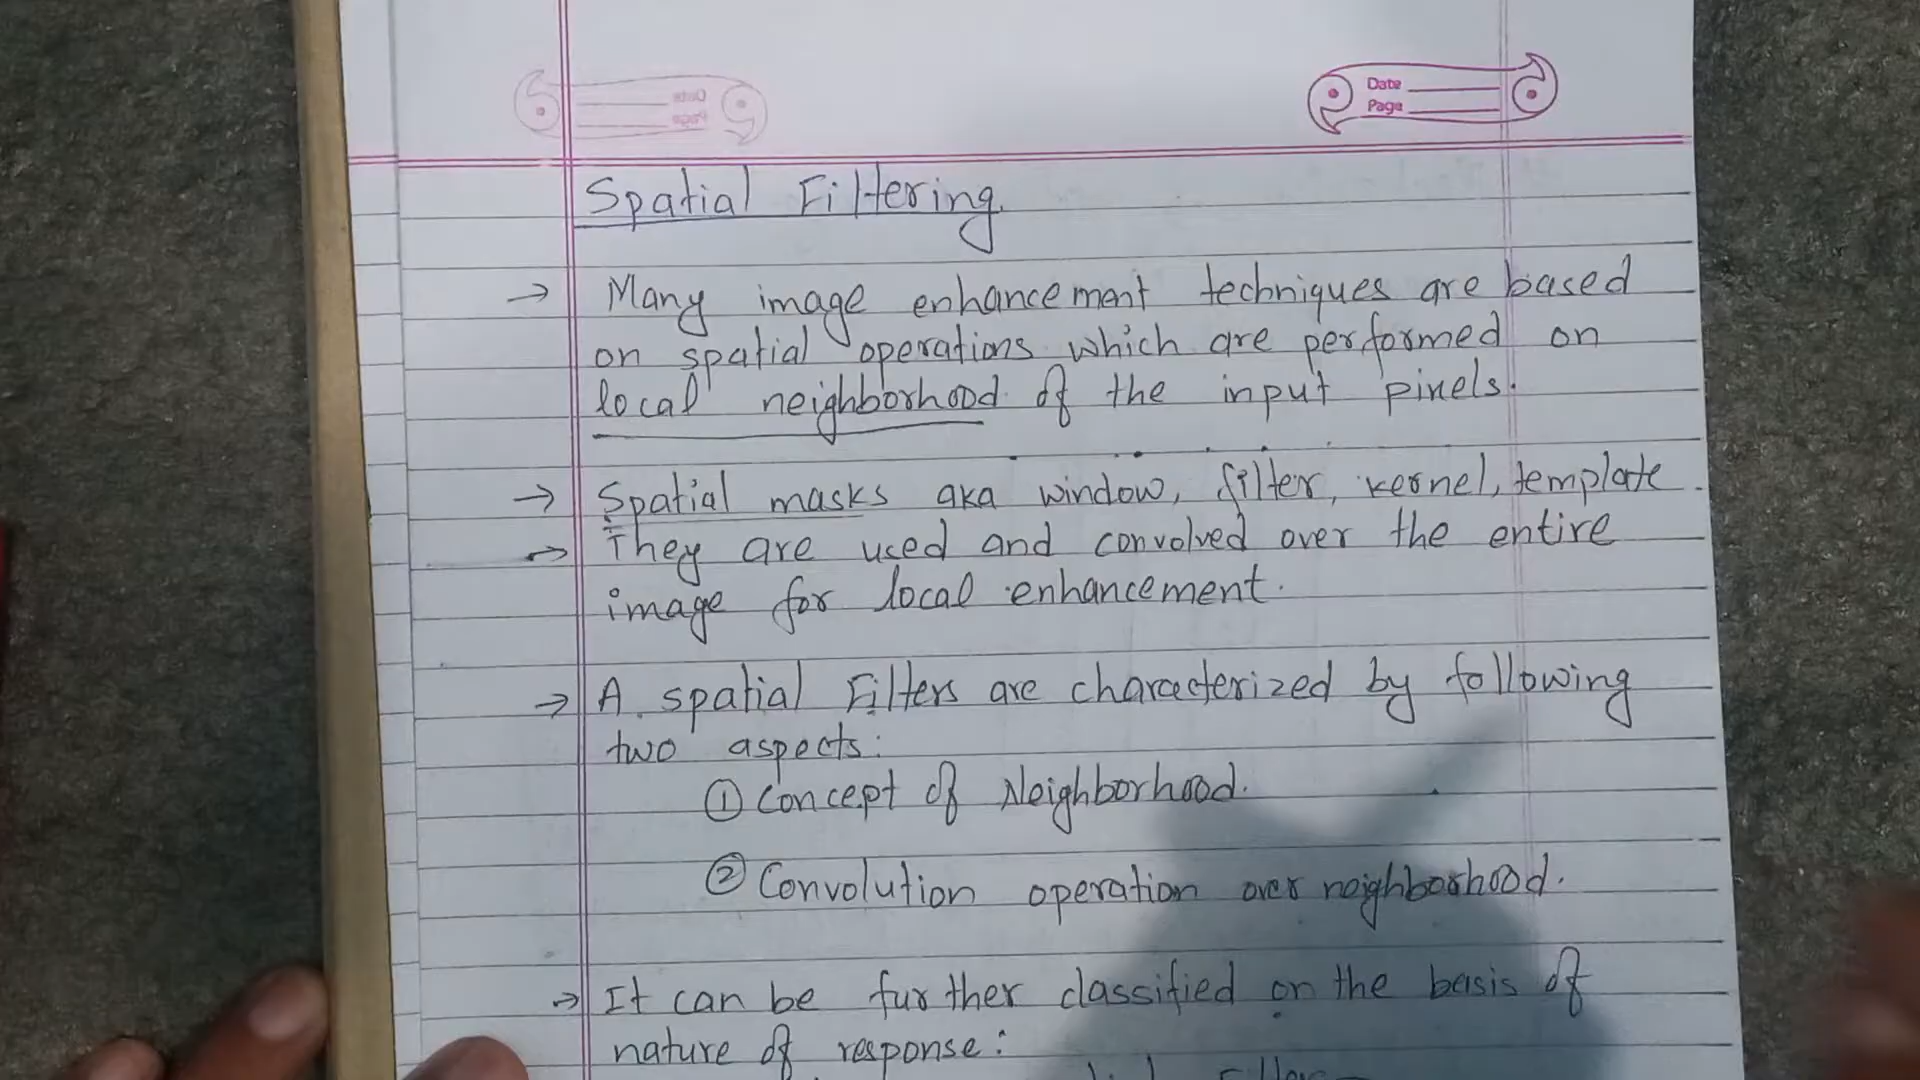 Date
Page
Spatial Filtering.
→ Many image enhancement techniques are based
on spatial operations which are performed on
local neighborhood of the input pixels.
→ Spatial masks aka window, filter, kernel, template.
→ They are used and convolved over the entire
image for local enhancement.
→ A spatial Filters are characterized by following
two aspects:
① Concept of Neighborhood.
② Convolution operation over neighborhood.
→ It can be further classified on the basis of
nature of response: